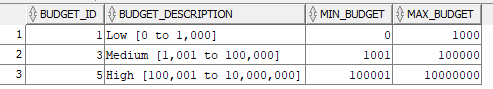 BUDGET_ID BUDGET_DESCRIPTION MIN_BUDGET MAX_BUDGET
1 1 Low [0 to 1,000] 0 1000
2 3 Medium [1,001 to 100,000] 1001 100000
3 5 High [100,001 to 10,000,000] 100001 10000000